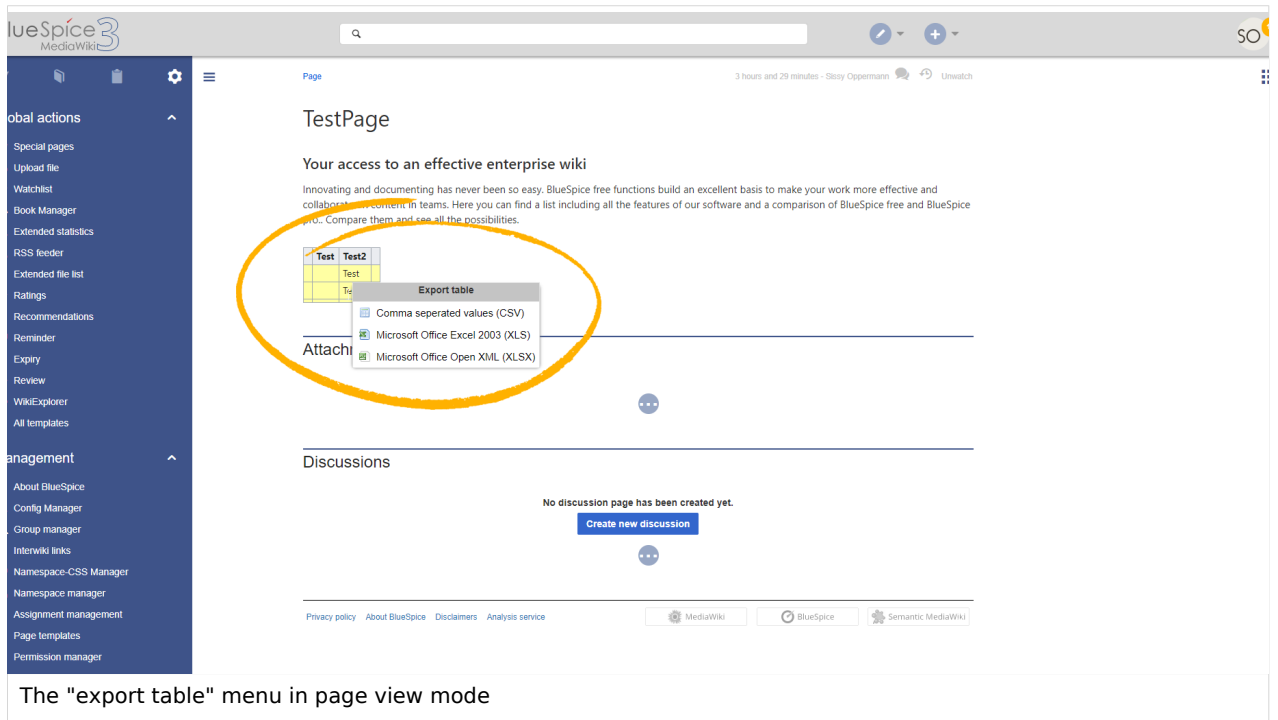 lueSpice 3
MediaWiki
SO
Page
3 hours and 29 minutes - Sissy Oppermann
Unwatch
obal actions
Special pages
Upload file
Watchlist
Book Manager
Extended statistics
RSS feeder
Extended file list
Ratings
Recommendations
Reminder
Expiry
Review
WikiExplorer
All templates
anagement
About BlueSpice
Config Manager
Group manager
Interwiki links
Namespace-CSS Manager
Namespace manager
Assignment management
Page templates
Permission manager
TestPage
Your access to an effective enterprise wiki
Innovating and documenting has never been so easy. BlueSpice free functions build an excellent basis to make your work more effective and
collaborat content in teams. Here you can find a list including all the features of our software and a comparison of BlueSpice free and BlueSpice
pro.. Compare them and see all the possibilities.
Test Test2
Test
Te
Export table
Comma seperated values (CSV)
Microsoft Office Excel 2003 (XLS)
Microsoft Office Open XML (XLSX)
Attach
Discussions
No discussion page has been created yet.
Create new discussion
Privacy policy About BlueSpice Disclaimers Analysis service
MediaWiki
BlueSpice
Semantic MediaWiki
The "export table" menu in page view mode